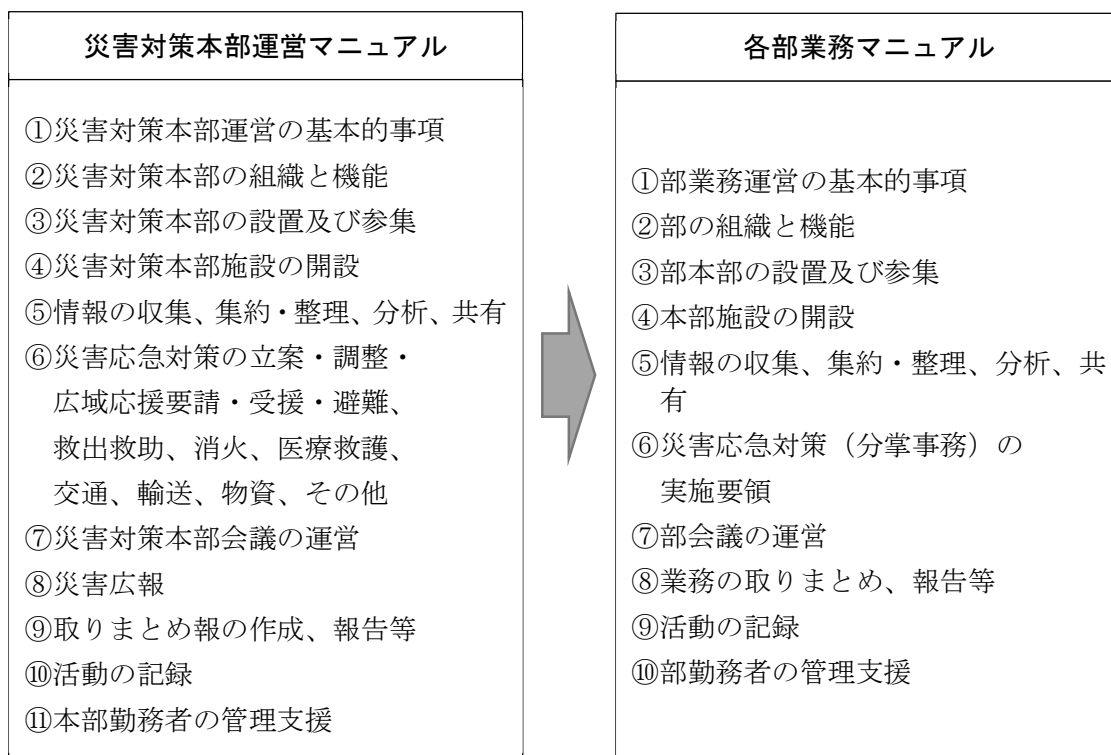 災害対策本部運営マニュアル
①災害対策本部運営の基本的事項
②災害対策本部の組織と機能
③災害対策本部の設置及び参集
④災害対策本部施設の開設
⑤情報の収集、集約・整理、分析、共有
⑥災害応急対策の立案・調整・
広域応援要請・受援・避難、
救出救助、消火、医療救護、
交通、輸送、物資、その他
⑦災害対策本部会議の運営
⑧災害広報
⑨取りまとめ報の作成、報告等
⑩活動の記録
⑪本部勤務者の管理支援
各部業務マニュアル
①部業務運営の基本的事項
②部の組織と機能
③部本部の設置及び参集
④本部施設の開設
⑤情報の収集、集約・整理、分析、共
有
⑥災害応急対策（分掌事務）の
実施要領
⑦部会議の運営
⑧業務の取りまとめ、報告等
⑨活動の記録
⑩部勤務者の管理支援